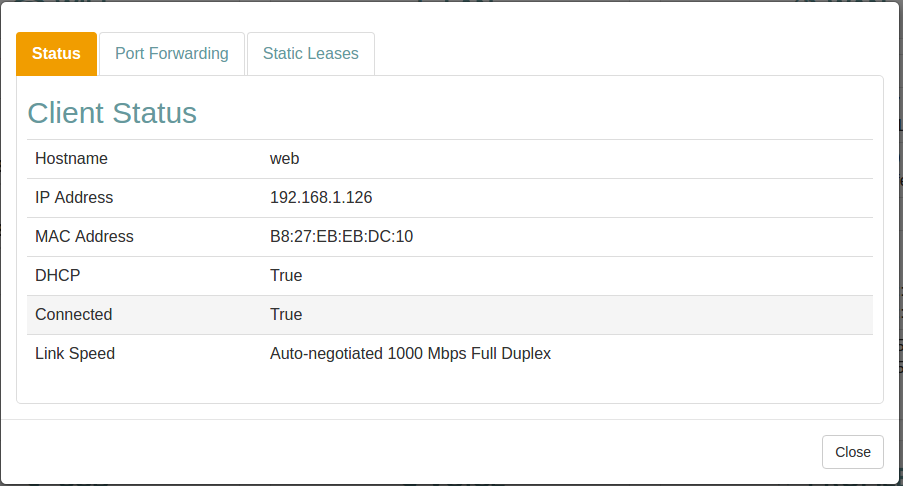 Status Port Forwarding Static Leases
Client Status
Hostname web
IP Address 192.168.1.126
MAC Address B8:27:EB:EB:DC:10
DHCP True
Connected True
Link Speed Auto-negotiated 1000 Mbps Full Duplex
Close